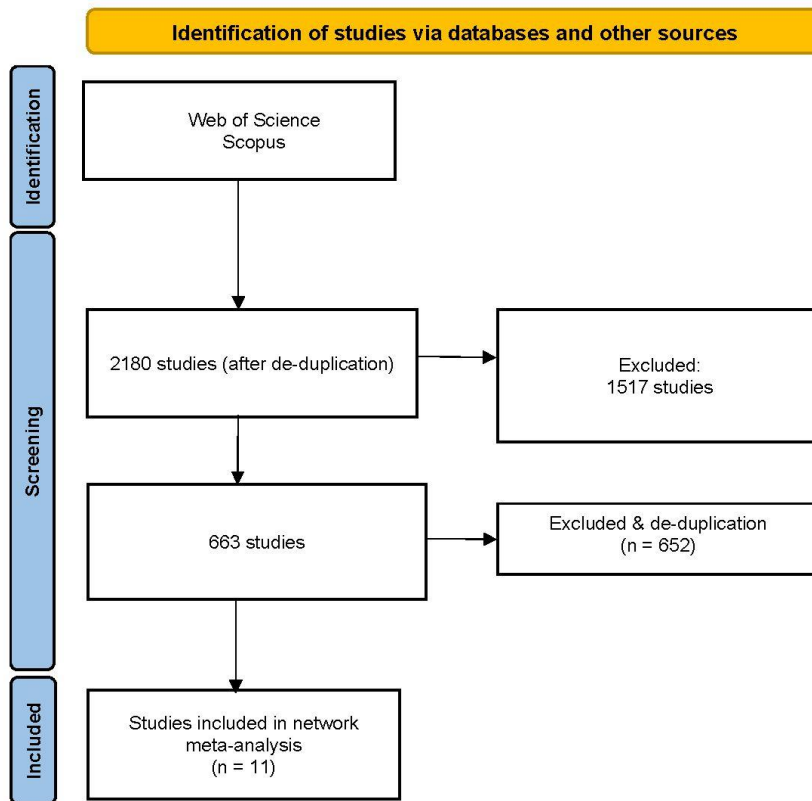 Identification of studies via databases and other sources
Identification
Web of Science
Scopus
Screening
2180 studies (after de-duplication)
Excluded:
1517 studies
663 studies
Excluded & de-duplication
(n = 652)
Included
Studies included in network
meta-analysis
(n = 11)